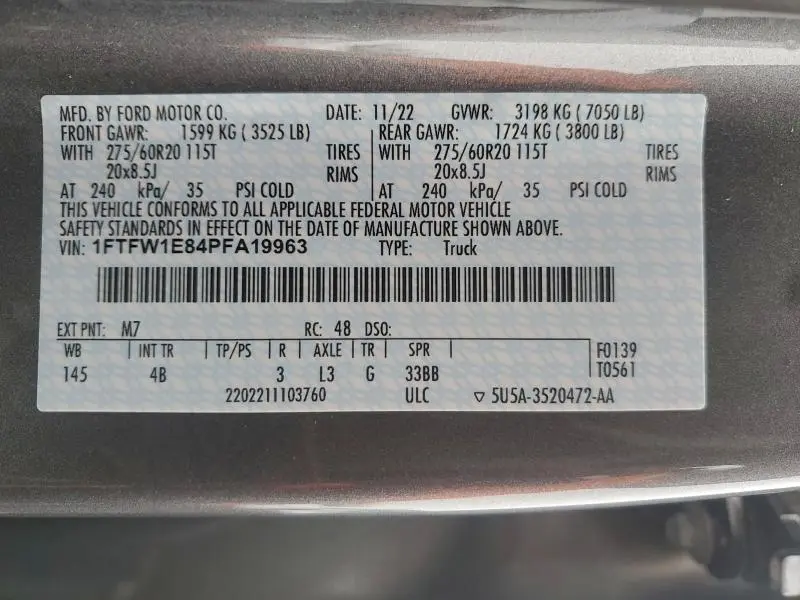 MFD. BY FORD MOTOR CO. DATE: 11/22 GVWR: 3198 KG ( 7050 LB)
FRONT GAWR: 1599 KG ( 3525 LB) REAR GAWR: 1724 KG ( 3800 LB)
WITH 275/60R20 115T TIRES WITH 275/60R20 115T TIRES
20x8.5J RIMS 20x8.5J RIMS
AT 240 kPa/ 35 PSI COLD AT 240 kPa/ 35 PSI COLD
THIS VEHICLE CONFORMS TO ALL APPLICABLE FEDERAL MOTOR VEHICLE
SAFETY STANDARDS IN EFFECT ON THE DATE OF MANUFACTURE SHOWN ABOVE.
VIN: 1FTFW1E84PFA19963 TYPE: Truck
EXT PNT: M7 RC: 48 DSO:
WB INT TR TP/PS R AXLE TR SPR F0139
145 4B 3 L3 G 33BB T0561
2202211103760 ULC ▽ 5U5A-3520472-AA